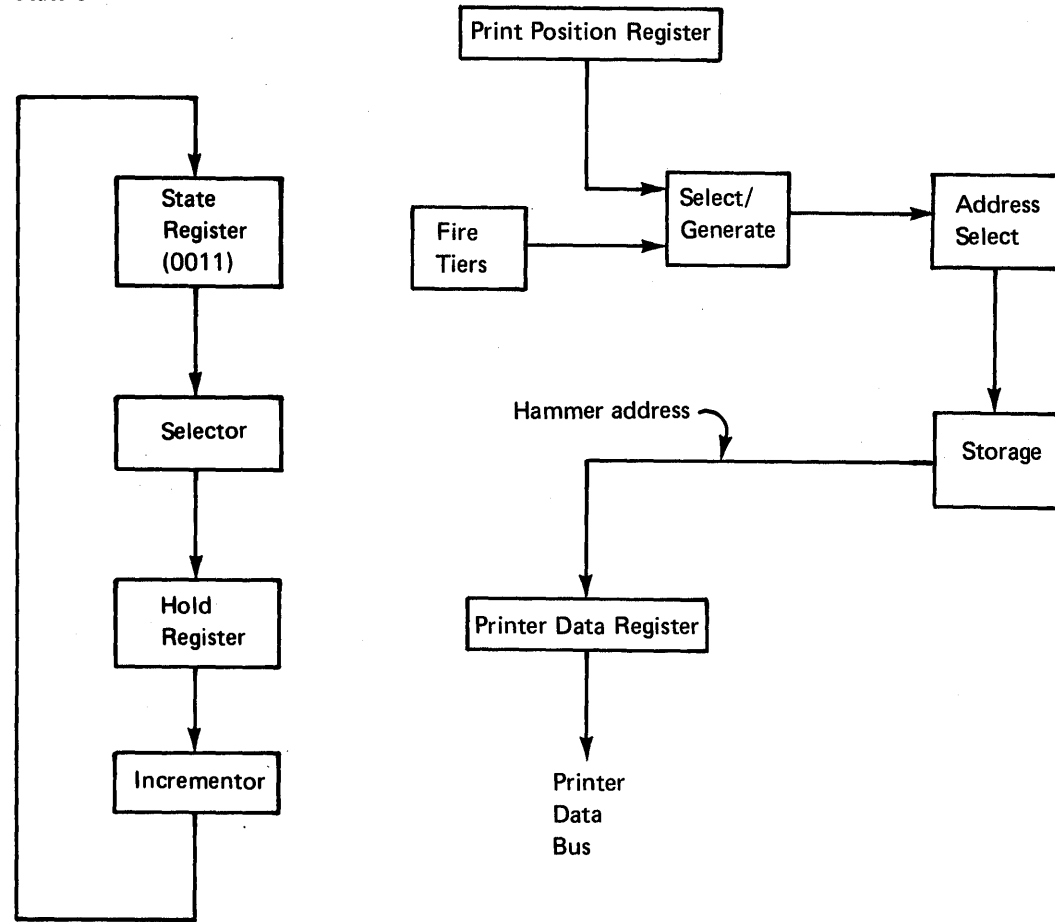 Print Position Register
State
Register
(0011)
Selector
Hold
Register
Incrementor
Fire
Tiers
Select/
Generate
Address
Select
Hammer address
Storage
Printer Data Register
Printer
Data
Bus